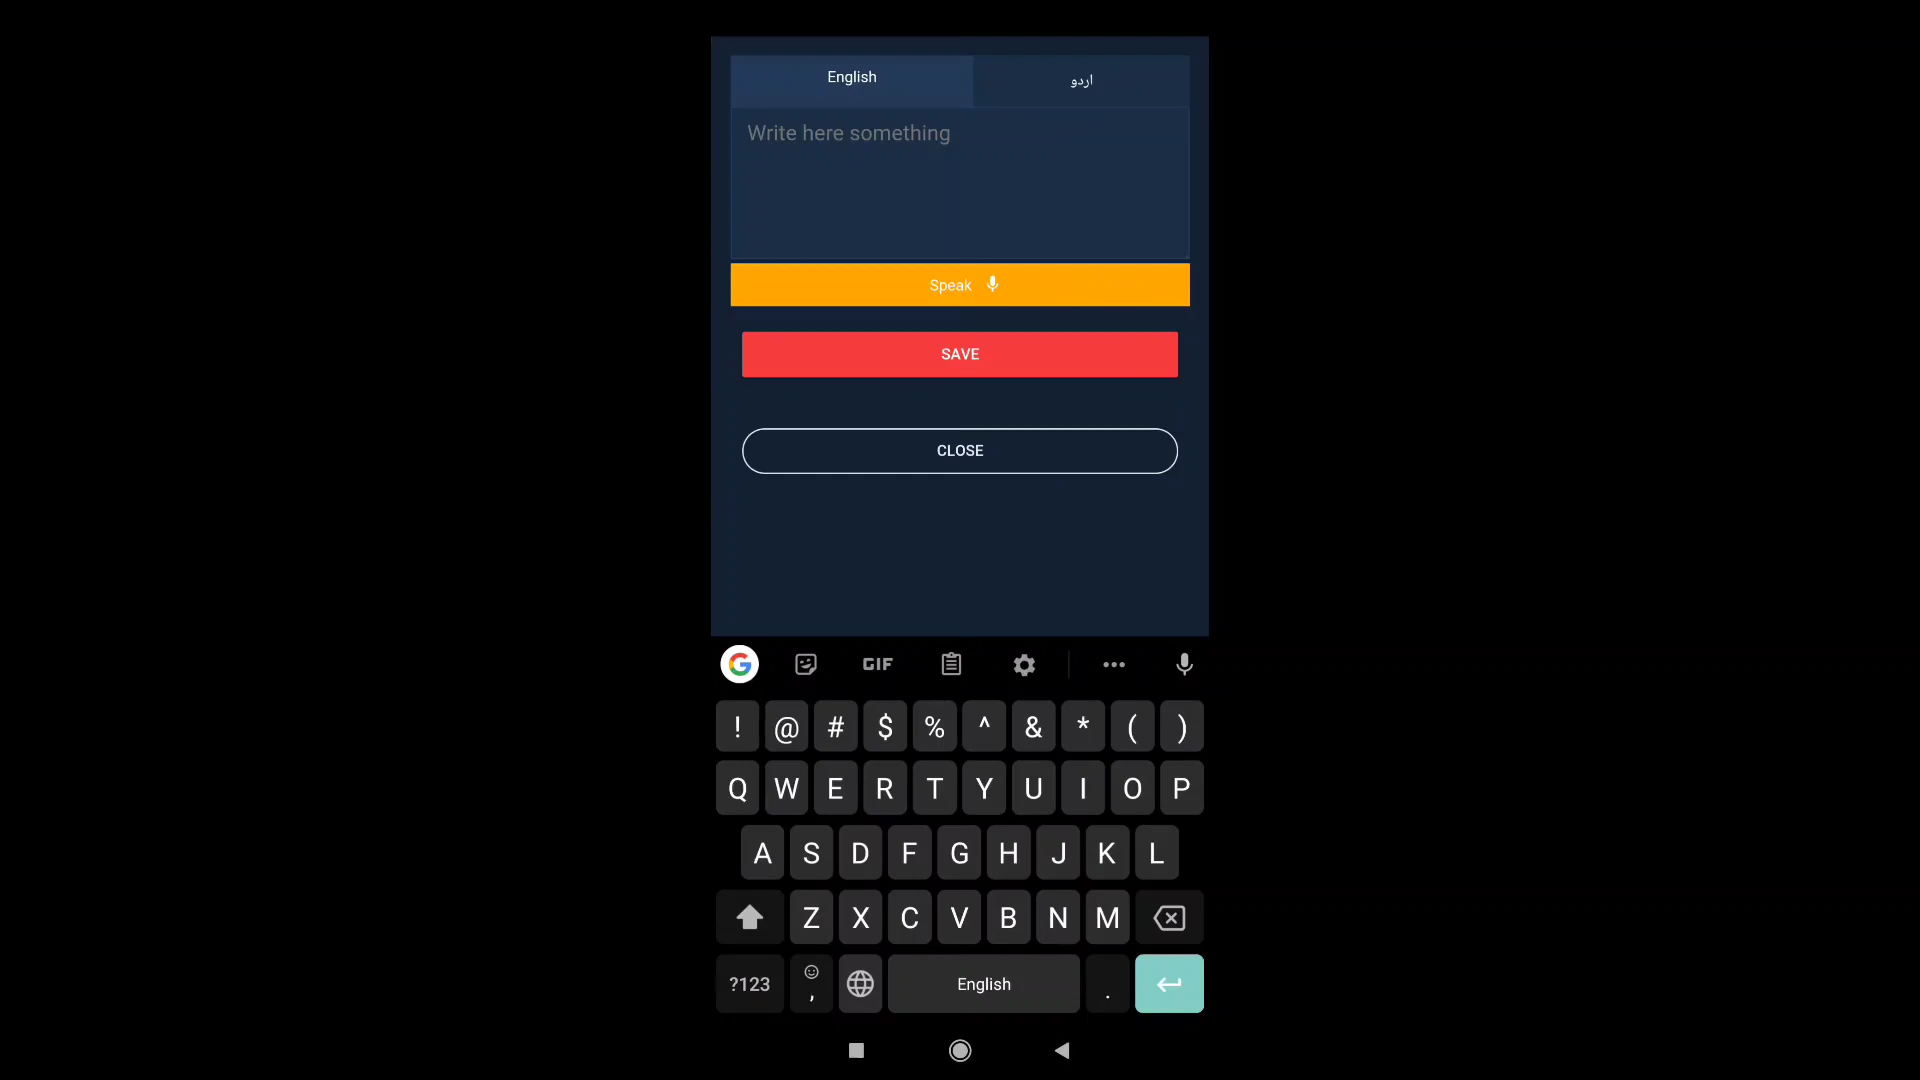 English
اردو
Write here something
Speak
SAVE
CLOSE
GIF
! @ # $ % ^ & * ( )
Q W E R T Y U I O P
A S D F G H J K L
Z X C V B N M
?123 , English .